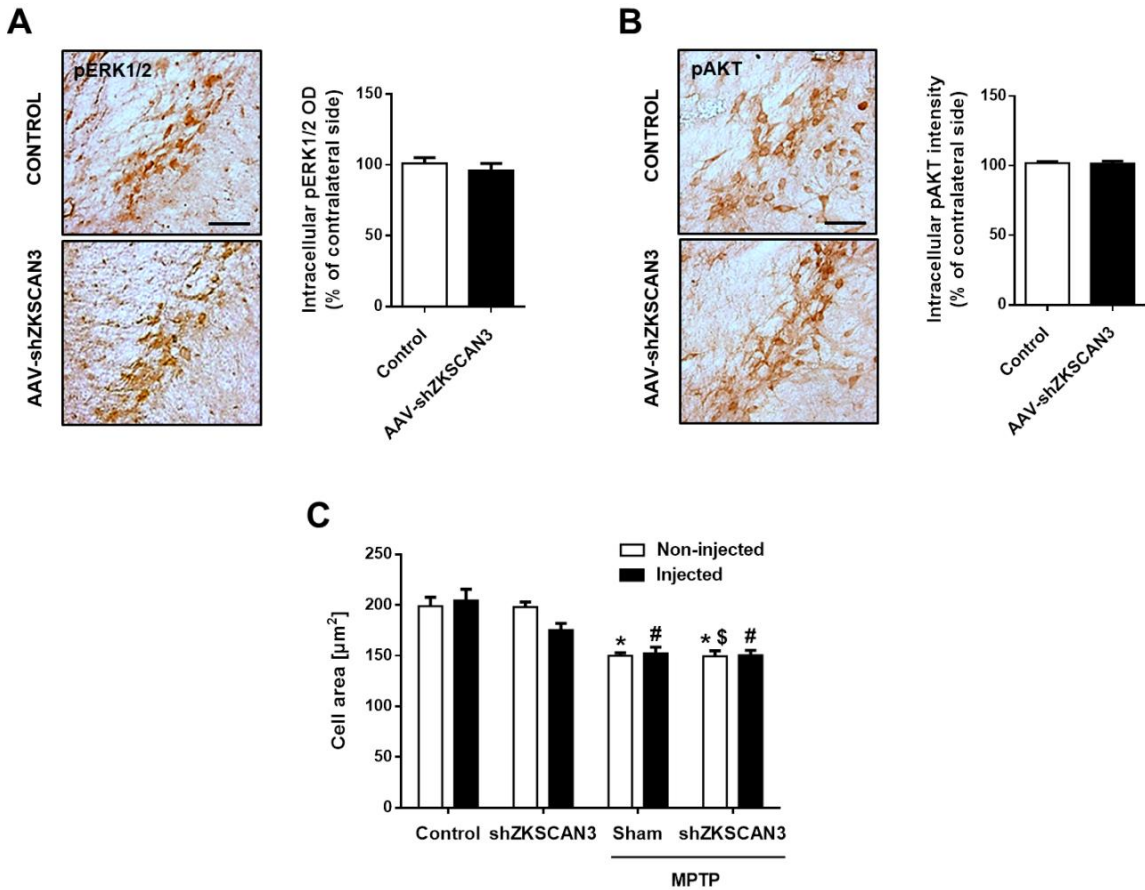 A
pERK1/2
CONTROL
AAV-shZKSCAN3
Intracellular pERK1/2 OD
(% of contralateral side)
150
100
50
0
Control
AAV-shZKSCAN3
B
pAKT
CONTROL
AAV-shZKSCAN3
Intracellular pAKT intensity
(% of contralateral side)
150
100
50
0
Control
AAV-shZKSCAN3
C
Cell area [µm²]
250
200
150
100
50
0
Non-injected
Injected
*
#
* $
#
Control shZKSCAN3 Sham shZKSCAN3
MPTP